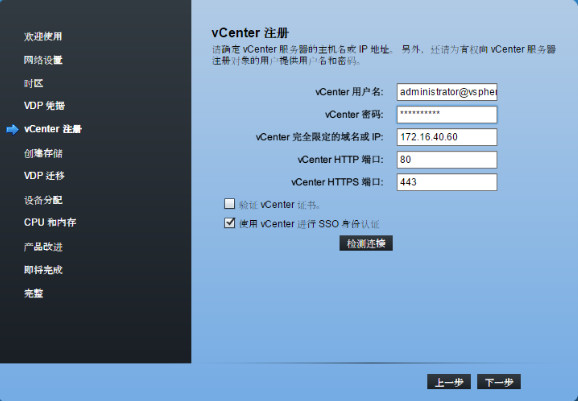 欢迎使用
网络设置
时区
VDP 凭据
vCenter 注册
创建存储
VDP 迁移
设备分配
CPU 和内存
产品改进
即将完成
完整
vCenter 注册
请确定 vCenter 服务器的主机名或 IP 地址。 另外、还请为有权向 vCenter 服务器
注册对象的用户提供用户名和密码。
vCenter 用户名: administrator@vspher
vCenter 密码: **********
vCenter 完全限定的域名或 IP: 172.16.40.60
vCenter HTTP 端口: 80
vCenter HTTPS 端口: 443
验证 vCenter 证书。
使用 vCenter 进行 SSO 身份认证
检测连接
上一步 下一步